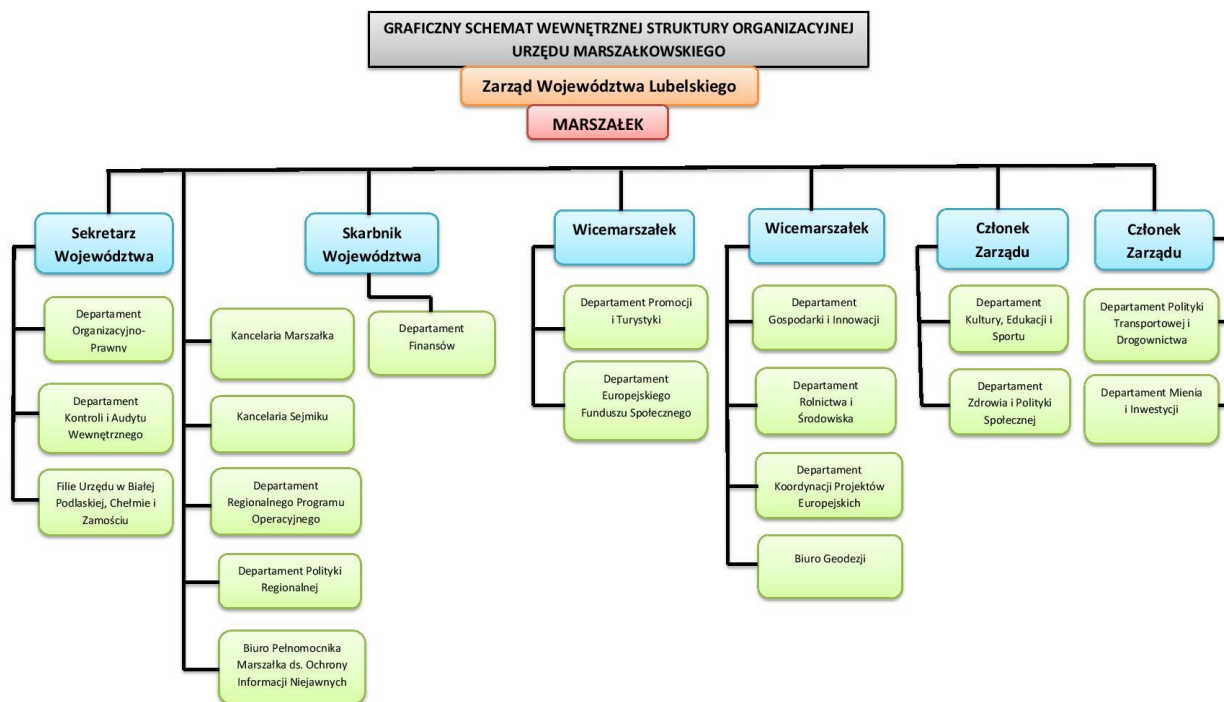 GRAFICZNY SCHEMAT WEWNĘTRZNEJ STRUKTURY ORGANIZACYJNEJ
URZĘDU MARSZAŁKOWSKIEGO
Zarząd Województwa Lubelskiego
MARSZAŁEK
Sekretarz
Województwa
Departament
Organizacyjno-
Prawny
Departament
Kontroli i Audytu
Wewnętrznego
Filie Urzędu w Białej
Podlaskiej, Chełmie i
Zamościu
Kancelaria Marszałka
Kancelaria Sejmiku
Departament
Regionalnego Programu
Operacyjnego
Departament Polityki
Regionalnej
Biuro Pełnomocnika
Marszałka ds. Ochrony
Informacji Niejawnych
Skarbnik
Województwa
Departament
Finansów
Wicemarszałek
Departament Promocji
i Turystyki
Departament
Europejskiego
Funduszu Społecznego
Wicemarszałek
Departament
Gospodarki i Innowacji
Departament
Rolnictwa i
Środowiska
Departament
Koordynacji Projektów
Europejskich
Biuro Geodezji
Członek
Zarządu
Departament
Kultury, Edukacji i
Sportu
Departament
Zdrowia i Polityki
Społecznej
Członek
Zarządu
Departament Polityki
Transportowej i
Drogownictwa
Departament Mienia
i Inwestycji